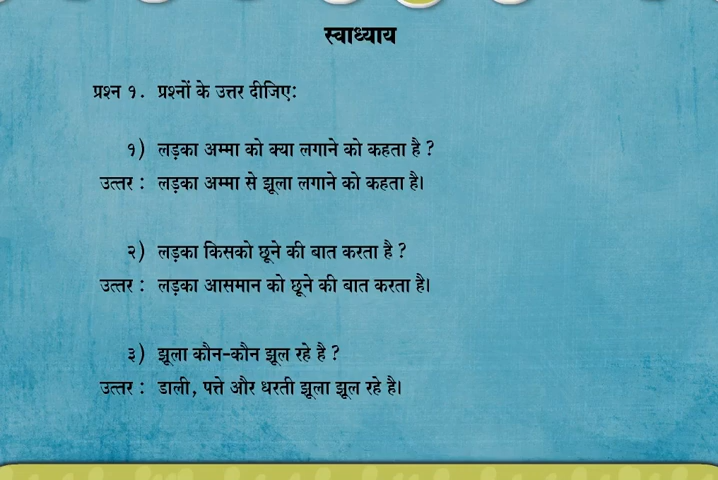 स्वाध्याय
प्रश्न १. प्रश्नों के उत्तर दीजिए:
१) लड़का अम्मा को क्या लगाने को कहता है ?
उत्तर : लड़का अम्मा से झूला लगाने को कहता है।
२) लड़का किसको छूने की बात करता है ?
उत्तर : लड़का आसमान को छूने की बात करता है।
३) झूला कौन-कौन झूल रहे है ?
उत्तर : डाली, पत्ते और धरती झूला झूल रहे है।